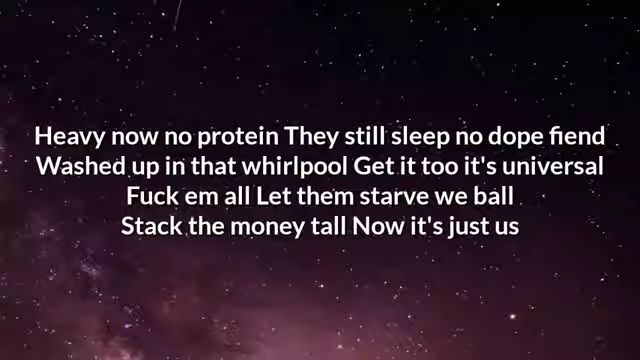 Heavy now no protein They still sleep no dope fiend
Washed up in that whirlpool Get it too it's universal
Fuck em all Let them starve we ball
Stack the money tall Now it's just us